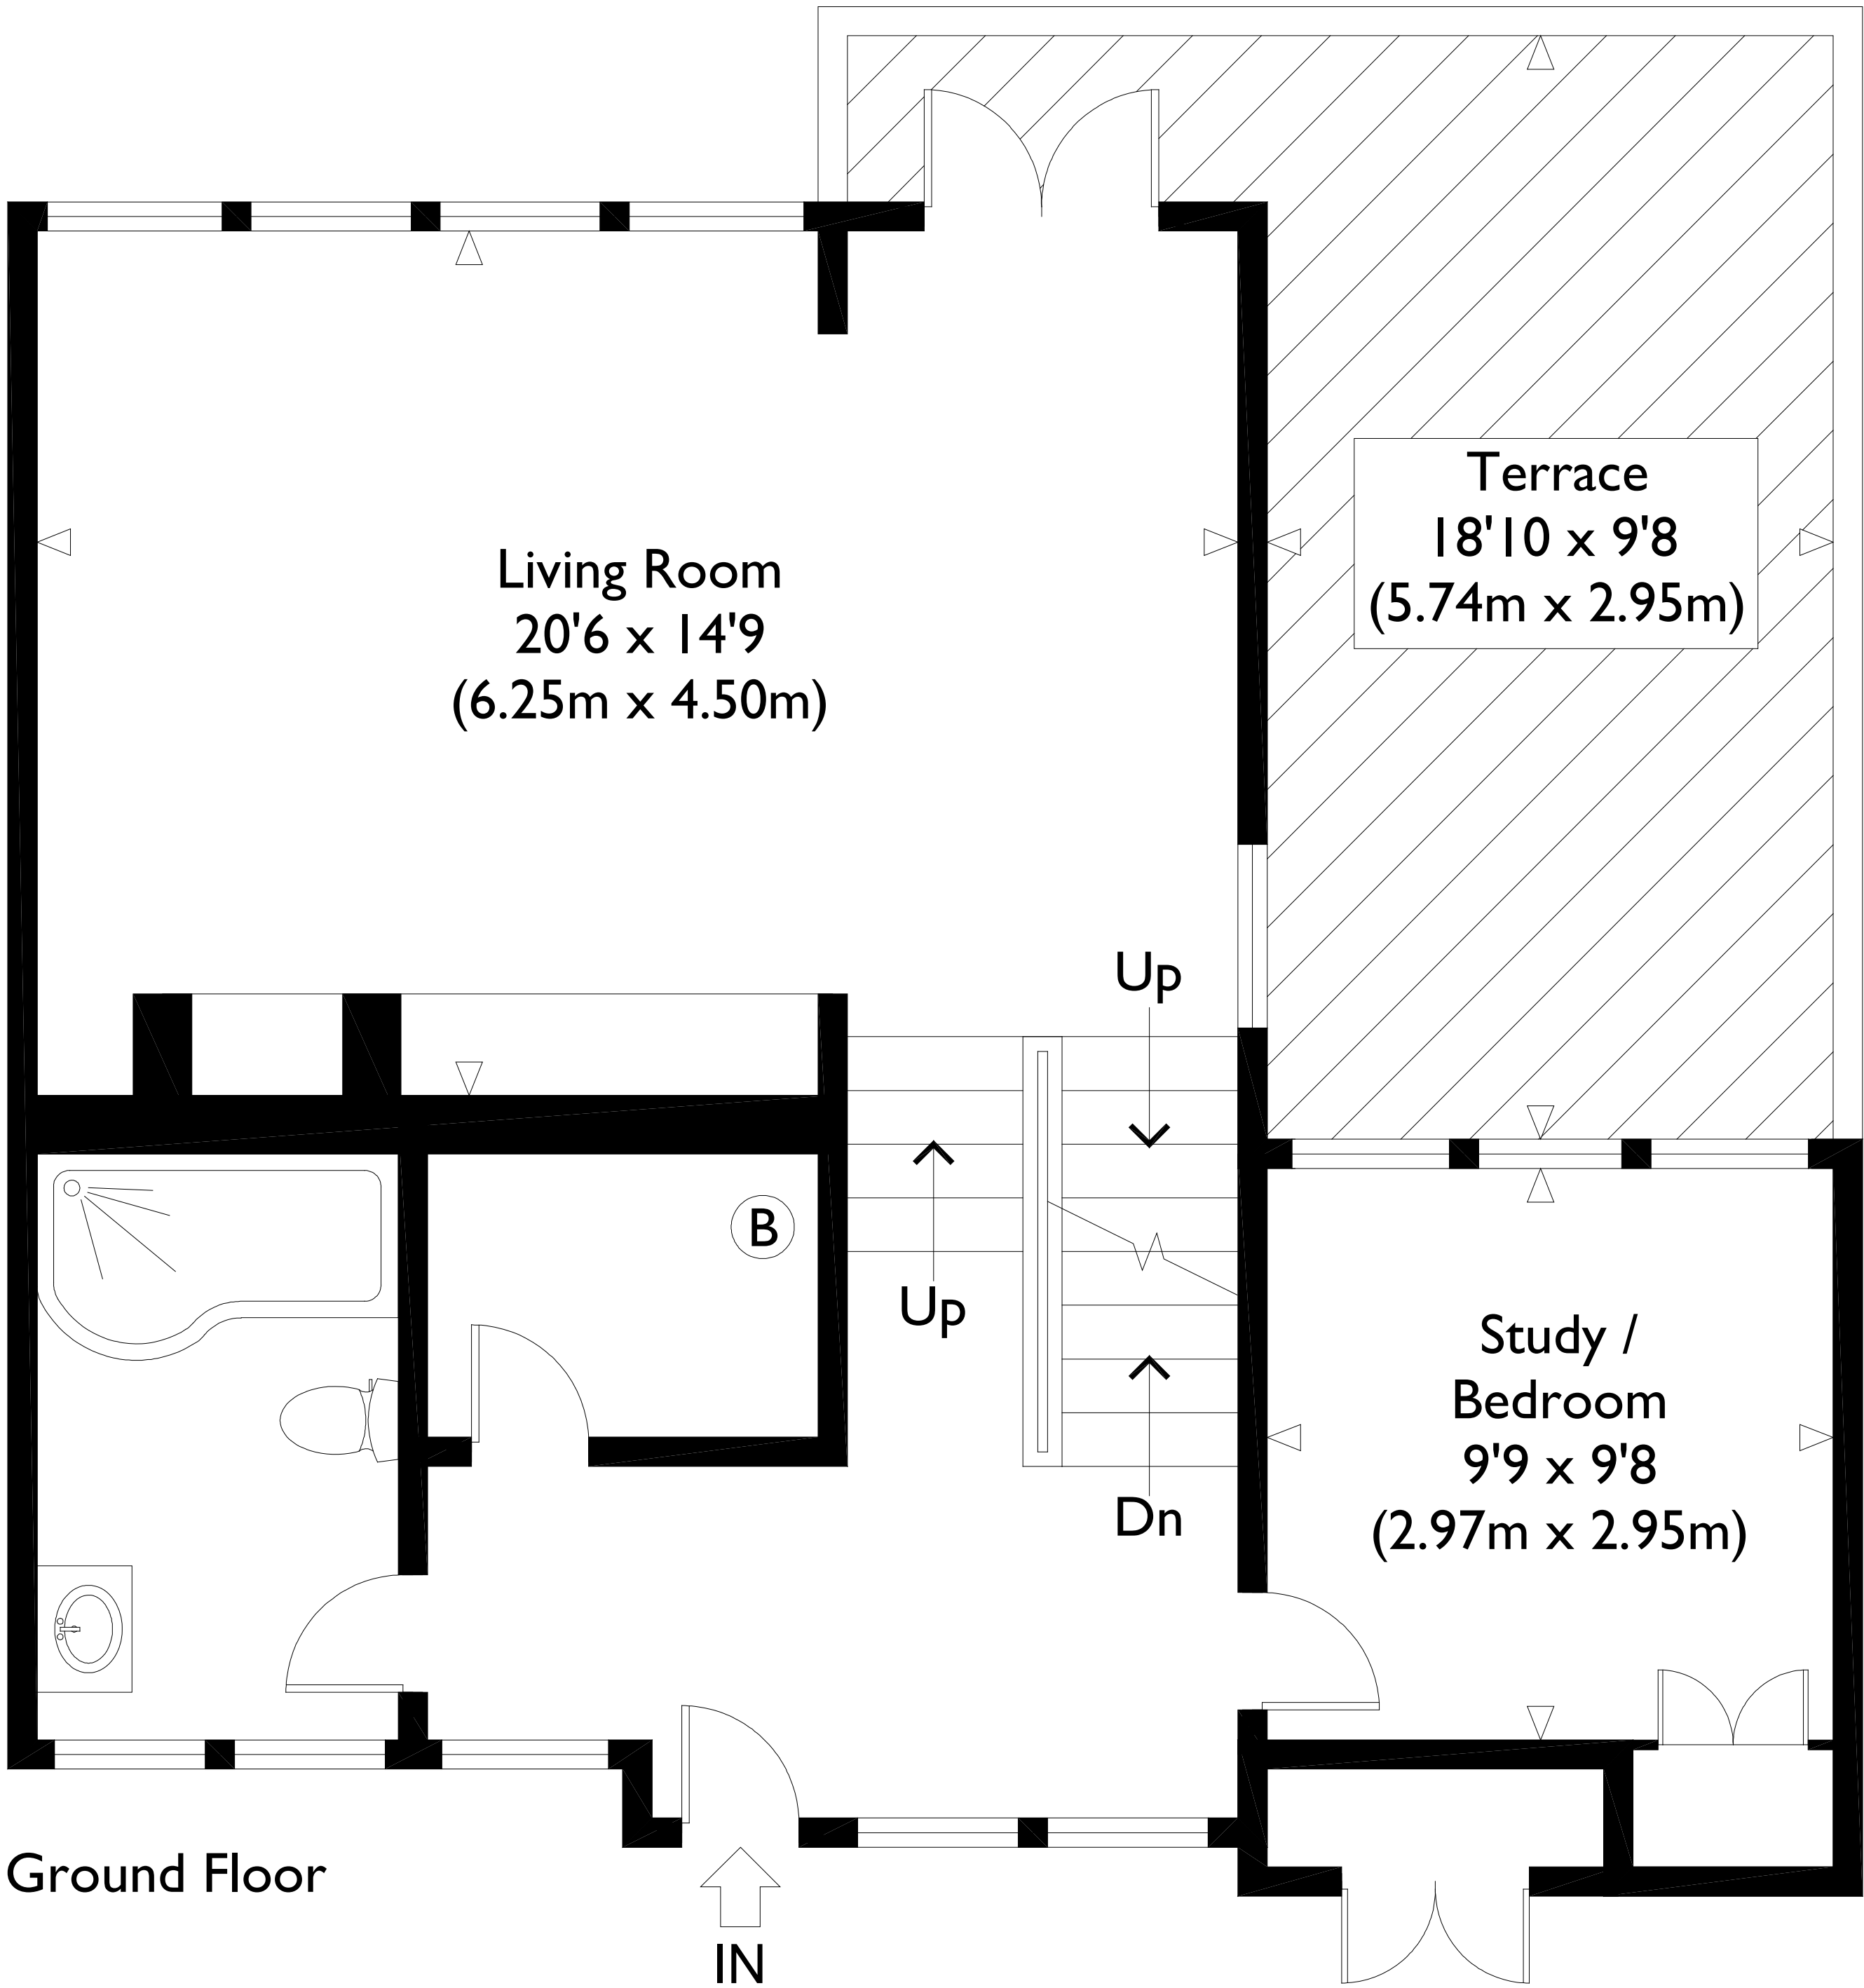 Terrace
18'10 x 9'8
(5.74m x 2.95m)
Living Room
20'6 x 14'9
(6.25m x 4.50m)
Up
B
Up
Study /
Bedroom
9'9 x 9'8
(2.97m x 2.95m)
Dn
Ground Floor
IN